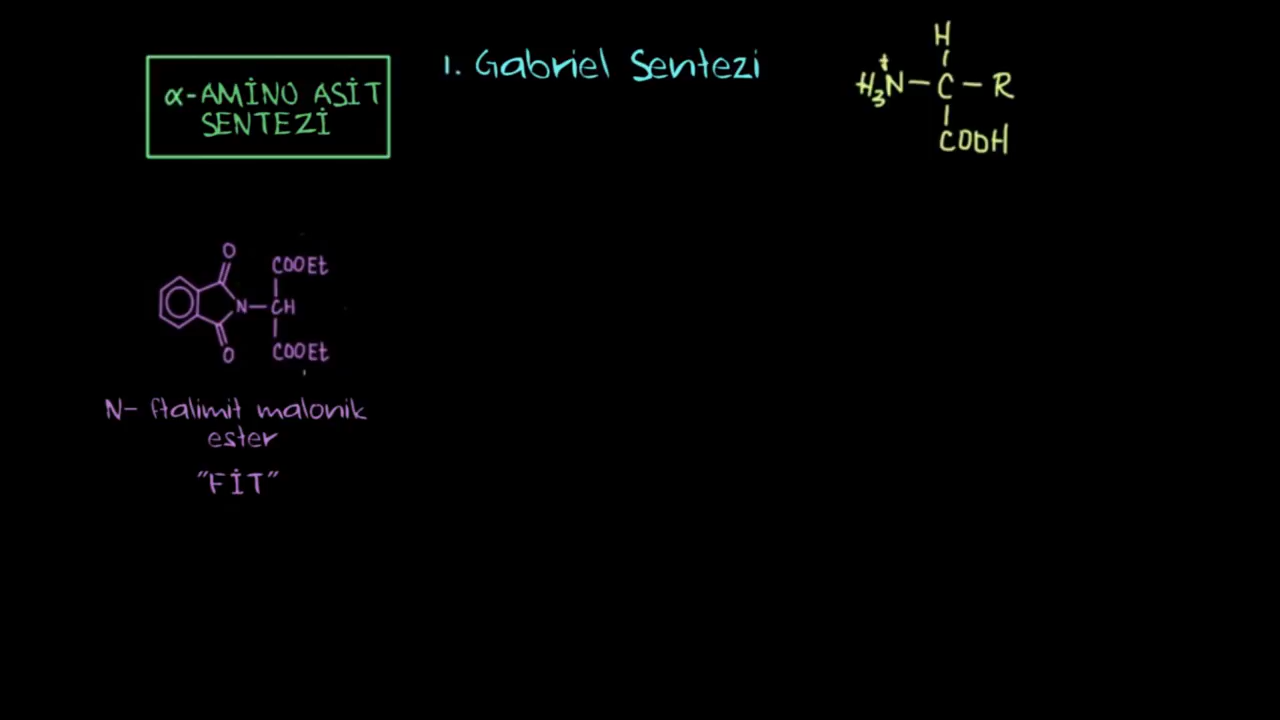 α-AMİNO ASİT
SENTEZİ
1. Gabriel Sentezi
H
H₃N⁺ — C — R
COOH
O
COOEt
N — CH
O
COOEt
N- ftalimit malonik
ester
"FİT"